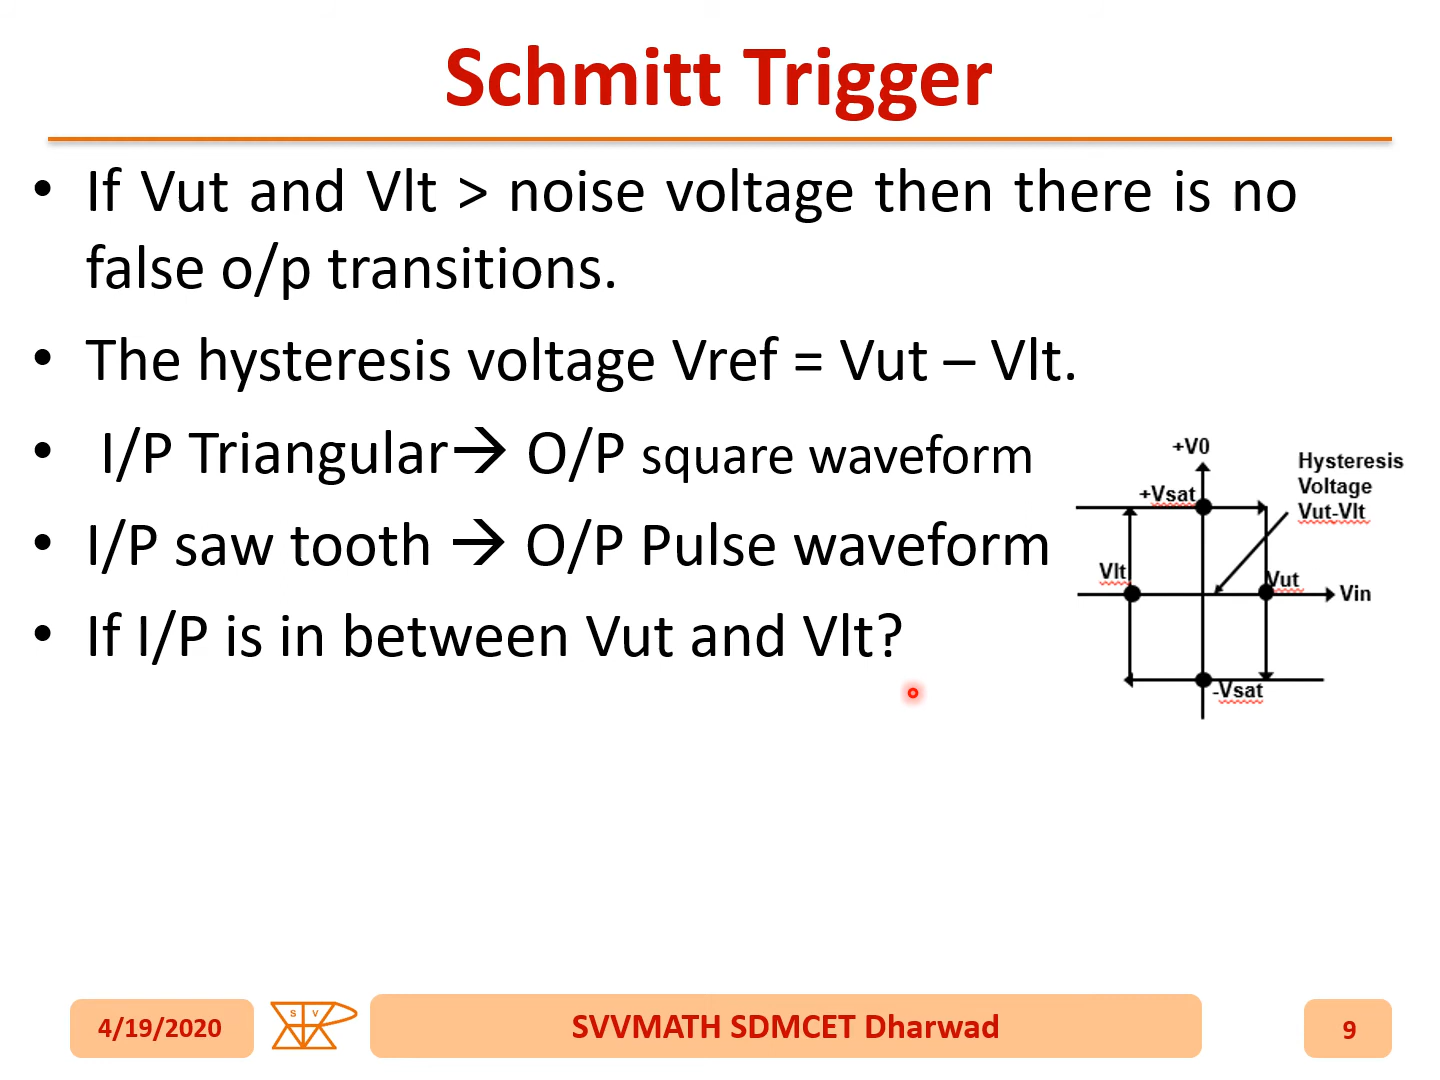 Schmitt Trigger
• If Vut and Vlt > noise voltage then there is no
false o/p transitions.
• The hysteresis voltage Vref = Vut – Vlt.
• I/P Triangular→ O/P square waveform
• I/P saw tooth → O/P Pulse waveform
• If I/P is in between Vut and Vlt?
+V0
Hysteresis
Voltage
Vut-Vlt
+Vsat
Vlt
Vut
Vin
-Vsat
4/19/2020
S V
SVVMATH SDMCET Dharwad
9